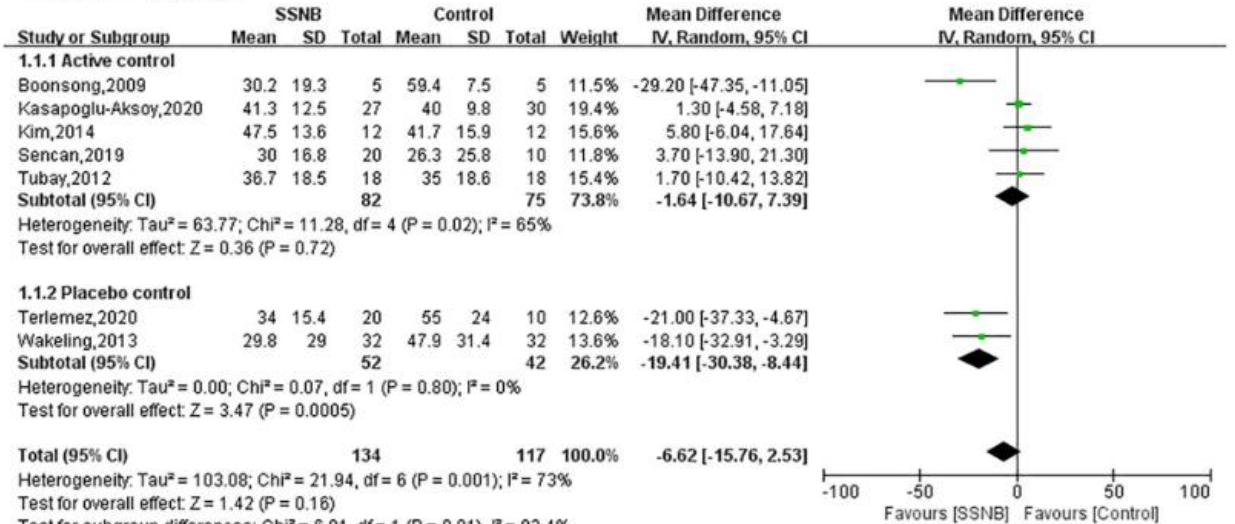 SSNB Control Mean Difference Mean Difference
Study or Subgroup Mean SD Total Mean SD Total Weight IV, Random, 95% CI IV, Random, 95% CI
1.1.1 Active control
Boonsong,2009 30.2 19.3 5 59.4 7.5 5 11.5% -29.20 [-47.35, -11.05]
Kasapoglu-Aksoy,2020 41.3 12.5 27 40 9.8 30 19.4% 1.30 [-4.58, 7.18]
Kim,2014 47.5 13.6 12 41.7 15.9 12 15.6% 5.80 [-6.04, 17.64]
Sencan,2019 30 16.8 20 26.3 25.8 10 11.8% 3.70 [-13.90, 21.30]
Tubay,2012 36.7 18.5 18 35 18.6 18 15.4% 1.70 [-10.42, 13.82]
Subtotal (95% CI) 82 75 73.8% -1.64 [-10.67, 7.39]
Heterogeneity: Tau² = 63.77; Chi² = 11.28, df = 4 (P = 0.02); I² = 65%
Test for overall effect: Z = 0.36 (P = 0.72)
1.1.2 Placebo control
Terlemez,2020 34 15.4 20 55 24 10 12.6% -21.00 [-37.33, -4.67]
Wakeling,2013 29.8 29 32 47.9 31.4 32 13.6% -18.10 [-32.91, -3.29]
Subtotal (95% CI) 52 42 26.2% -19.41 [-30.38, -8.44]
Heterogeneity: Tau² = 0.00; Chi² = 0.07, df = 1 (P = 0.80); I² = 0%
Test for overall effect: Z = 3.47 (P = 0.0005)
Total (95% CI) 134 117 100.0% -6.62 [-15.76, 2.53]
Heterogeneity: Tau² = 103.08; Chi² = 21.94, df = 6 (P = 0.001); I² = 73%
-100 -50 0 50 100
Test for overall effect: Z = 1.42 (P = 0.16)
Favours [SSNB] Favours [Control]